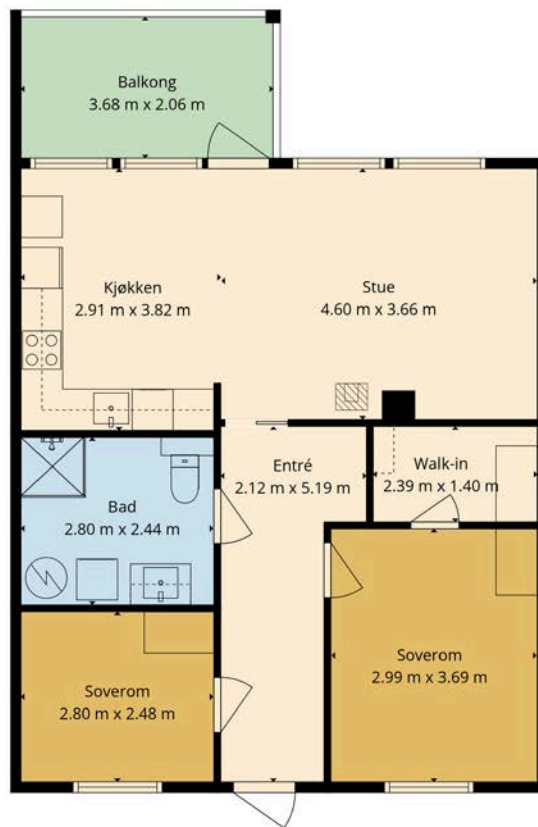 Balkong
3.68 m x 2.06 m
Kjøkken
2.91 m x 3.82 m
Stue
4.60 m x 3.66 m
Entré
2.12 m x 5.19 m
Walk-in
2.39 m x 1.40 m
Bad
2.80 m x 2.44 m
Soverom
2.99 m x 3.69 m
Soverom
2.80 m x 2.48 m